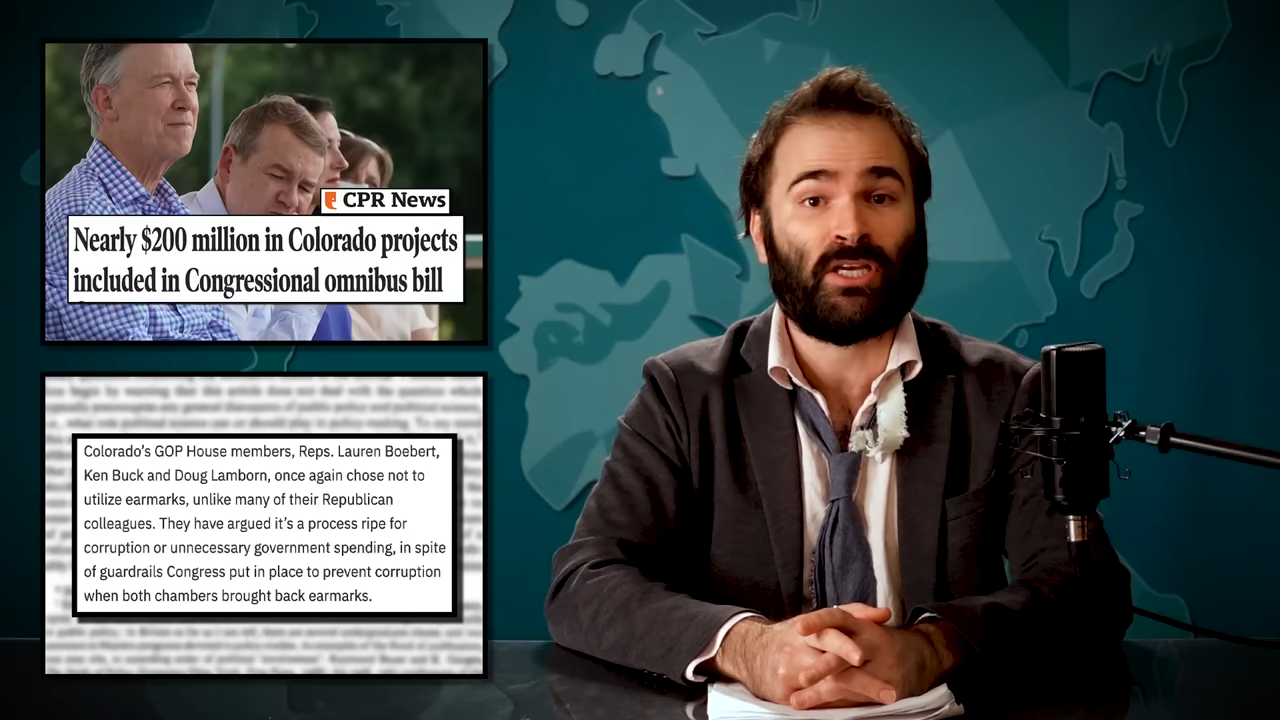 CPR News
Nearly $200 million in Colorado projects
included in Congressional omnibus bill
Colorado's GOP House members, Reps. Lauren Boebert,
Ken Buck and Doug Lamborn, once again chose not to
utilize earmarks, unlike many of their Republican
colleagues. They have argued it's a process ripe for
corruption or unnecessary government spending, in spite
of guardrails Congress put in place to prevent corruption
when both chambers brought back earmarks.